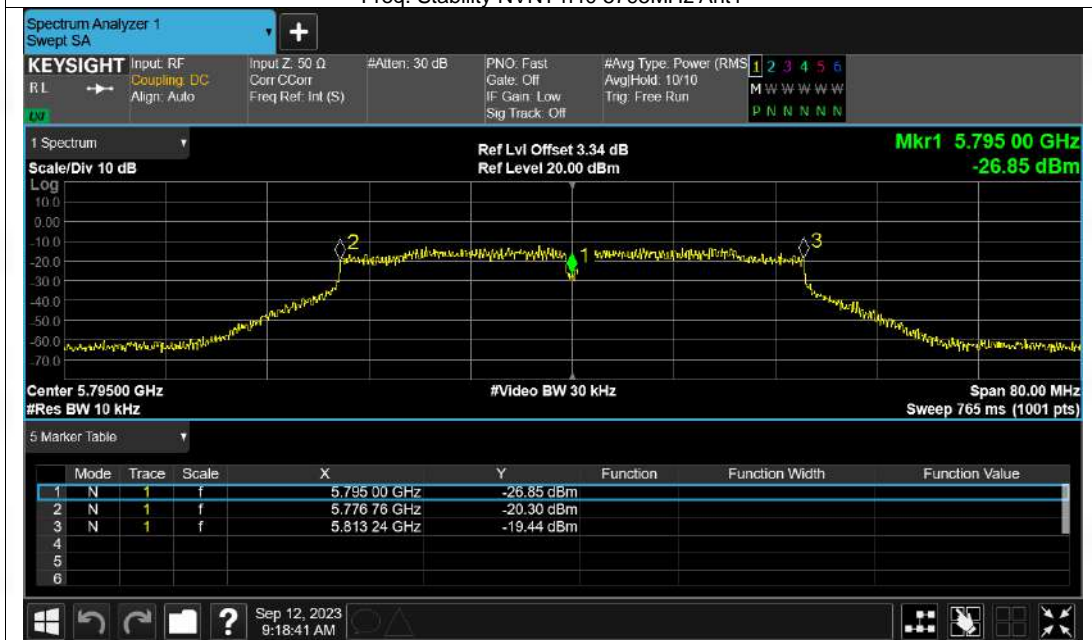 Freq. Stability NVNT n40 5795MHz Ant1
Spectrum Analyzer 1
Swept SA
KEYSIGHT Input: RF Input Z: 50 Ω #Atten: 30 dB PNO: Fast #Avg Type: Power (RMS 1 2 3 4 5 6
RL Coupling: DC Corr CCorr Gate: Off Avg|Hold: 10/10 M W W W W W
Align: Auto Freq Ref: Int (S) IF Gain: Low Trig: Free Run
LXI Sig Track: Off P N N N N N
1 Spectrum Ref Lvl Offset 3.34 dB Mkr1 5.795 00 GHz
Scale/Div 10 dB Ref Level 20.00 dBm -26.85 dBm
Log
10.0
0.00
-10.0 2 3
-20.0 1
-30.0
-40.0
-50.0
-60.0
-70.0
Center 5.79500 GHz #Video BW 30 kHz Span 80.00 MHz
#Res BW 10 kHz Sweep 765 ms (1001 pts)
5 Marker Table
Mode Trace Scale X Y Function Function Width Function Value
1 N 1 f 5.795 00 GHz -26.85 dBm
2 N 1 f 5.776 76 GHz -20.30 dBm
3 N 1 f 5.813 24 GHz -19.44 dBm
4
5
6
? Sep 12, 2023
9:18:41 AM